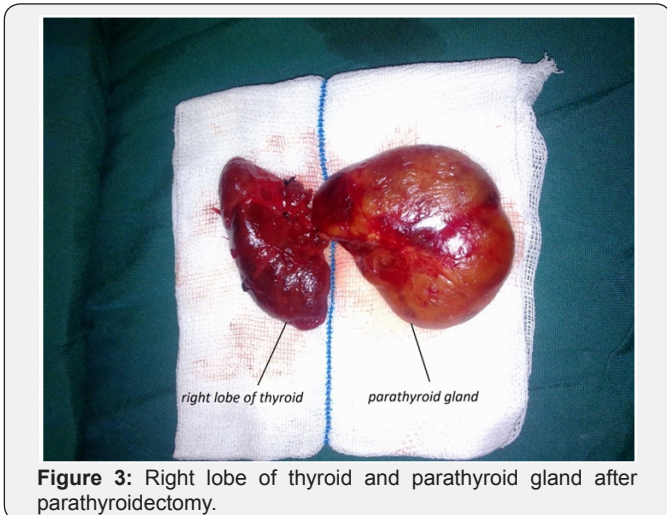 right lobe of thyroid
parathyroid gland
Figure 3: Right lobe of thyroid and parathyroid gland after
parathyroidectomy.